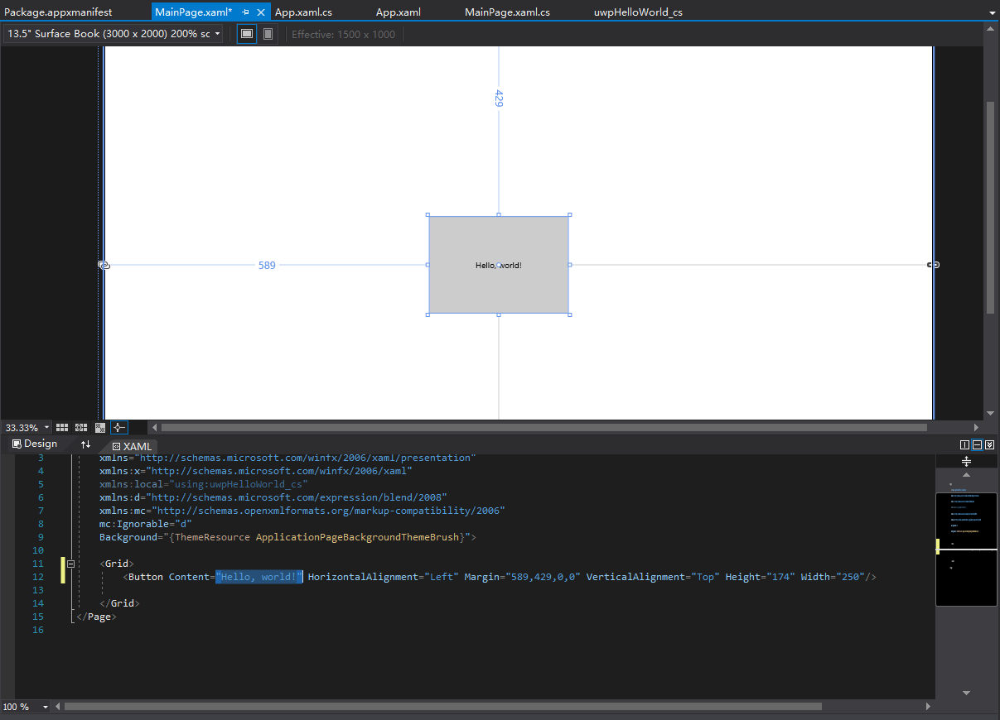 Package.appxmanifest MainPage.xaml* App.xaml.cs App.xaml MainPage.xaml.cs uwpHelloWorld_cs
13.5" Surface Book (3000 x 2000) 200% sc Effective: 1500 x 1000
429
Hello, world!
589
33.33%
Design XAML
3 xmlns="http://schemas.microsoft.com/winfx/2006/xaml/presentation"
4 xmlns:x="http://schemas.microsoft.com/winfx/2006/xaml"
5 xmlns:local="using:uwpHelloWorld_cs"
6 xmlns:d="http://schemas.microsoft.com/expression/blend/2008"
7 xmlns:mc="http://schemas.openxmlformats.org/markup-compatibility/2006"
8 mc:Ignorable="d"
9 Background="{ThemeResource ApplicationPageBackgroundThemeBrush}">
10
11 <Grid>
12 <Button Content="Hello, world!" HorizontalAlignment="Left" Margin="589,429,0,0" VerticalAlignment="Top" Height="174" Width="250"/>
13
14 </Grid>
15 </Page>
16
100 %